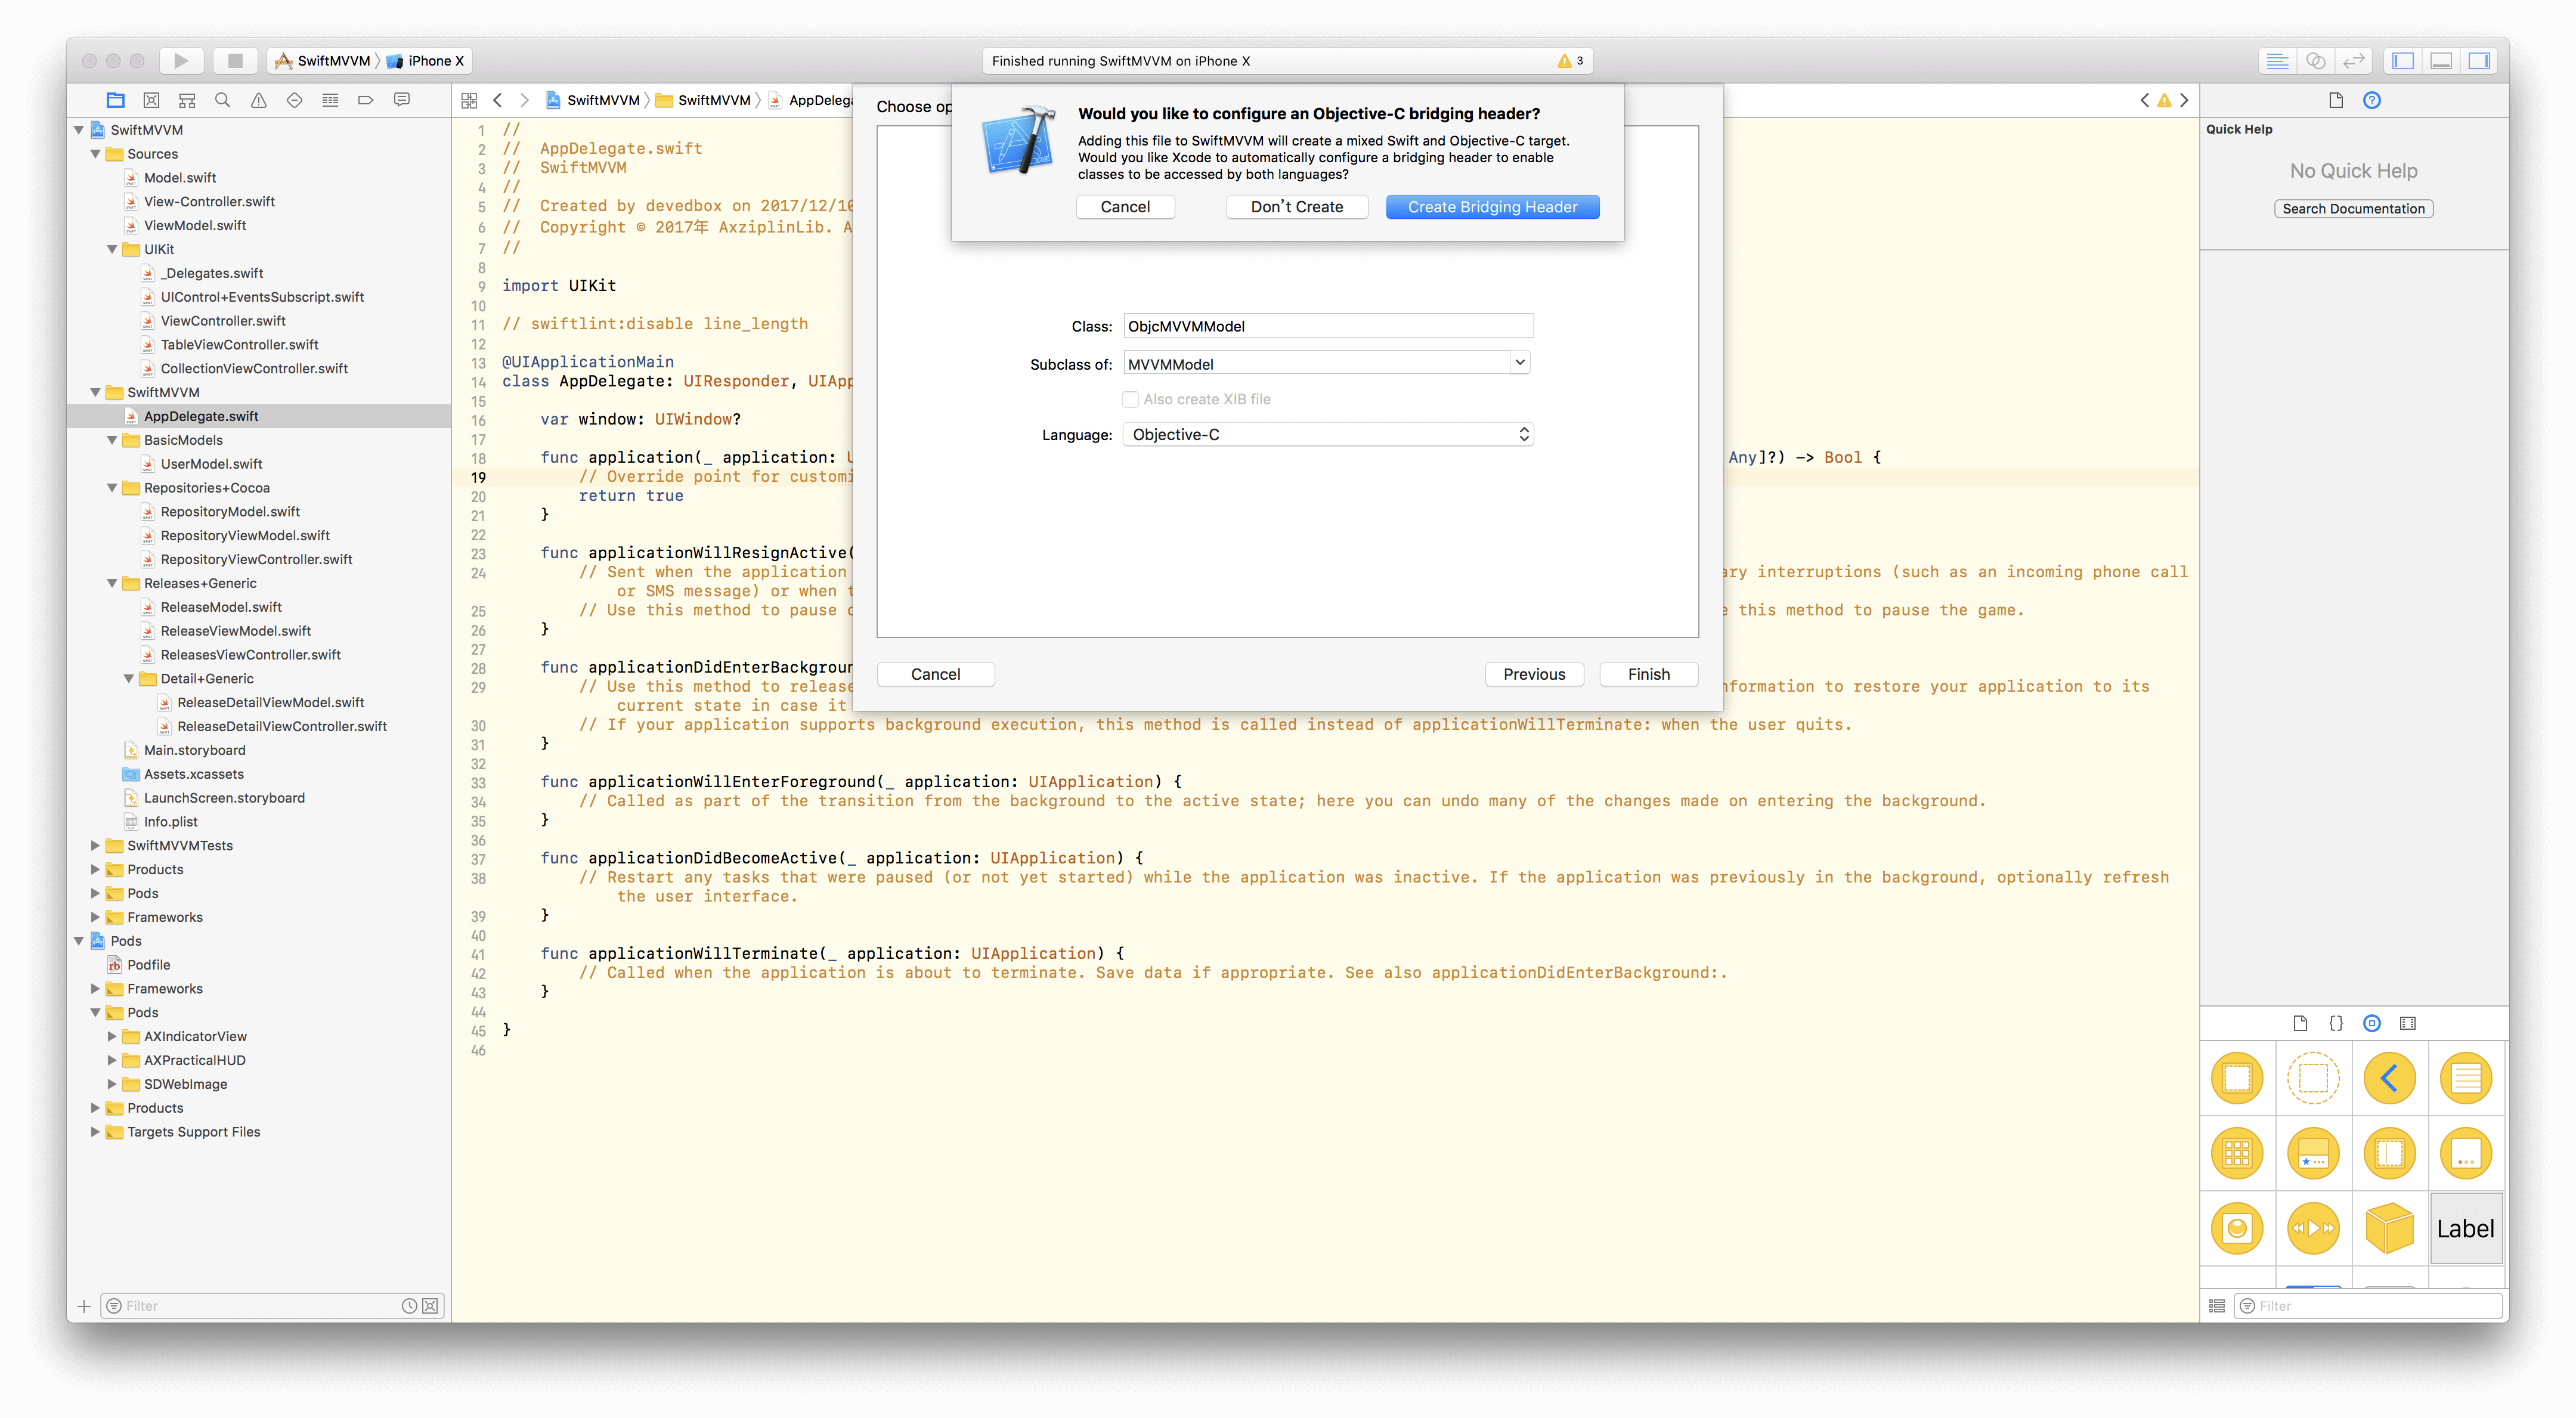 SwiftMVVM iPhone X
Finished running SwiftMVVM on iPhone X
3
SwiftMVVM
Sources
Model.swift
View-Controller.swift
ViewModel.swift
UIKit
_Delegates.swift
UIControl+EventsSubscript.swift
ViewController.swift
TableViewController.swift
CollectionViewController.swift
SwiftMVVM
AppDelegate.swift
BasicModels
UserModel.swift
Repositories+Cocoa
RepositoryModel.swift
RepositoryViewModel.swift
RepositoryViewController.swift
Releases+Generic
ReleaseModel.swift
ReleaseViewModel.swift
ReleasesViewController.swift
Detail+Generic
ReleaseDetailViewModel.swift
ReleaseDetailViewController.swift
Main.storyboard
Assets.xcassets
LaunchScreen.storyboard
Info.plist
SwiftMVVMTests
Products
Pods
Frameworks
Pods
Podfile
Frameworks
Pods
AXIndicatorView
AXPracticalHUD
SDWebImage
Products
Targets Support Files
Filter
SwiftMVVM SwiftMVVM AppDeleg
1 //
2 // AppDelegate.swift
3 // SwiftMVVM
4 //
5 // Created by devedbox on 2017/12/10
6 // Copyright © 2017年 AxziplinLib. A
7 //
8
9 import UIKit
10
11 // swiftlint:disable line_length
12
13 @UIApplicationMain
14 class AppDelegate: UIResponder, UIApp
15
16 var window: UIWindow?
17
18 func application(_ application: U Any]?) -> Bool {
19 // Override point for customi
20 return true
21 }
22
23 func applicationWillResignActive(
24 // Sent when the application ary interruptions (such as an incoming phone call
or SMS message) or when t
25 // Use this method to pause o e this method to pause the game.
26 }
27
28 func applicationDidEnterBackgroun
29 // Use this method to release nformation to restore your application to its
current state in case it
30 // If your application supports background execution, this method is called instead of applicationWillTerminate: when the user quits.
31 }
32
33 func applicationWillEnterForeground(_ application: UIApplication) {
34 // Called as part of the transition from the background to the active state; here you can undo many of the changes made on entering the background.
35 }
36
37 func applicationDidBecomeActive(_ application: UIApplication) {
38 // Restart any tasks that were paused (or not yet started) while the application was inactive. If the application was previously in the background, optionally refresh
the user interface.
39 }
40
41 func applicationWillTerminate(_ application: UIApplication) {
42 // Called when the application is about to terminate. Save data if appropriate. See also applicationDidEnterBackground:.
43 }
44
45 }
46
Choose op
Would you like to configure an Objective-C bridging header?
Adding this file to SwiftMVVM will create a mixed Swift and Objective-C target.
Would you like Xcode to automatically configure a bridging header to enable
classes to be accessed by both languages?
Cancel Don't Create Create Bridging Header
Class: ObjcMVVMModel
Subclass of: MVVMModel
Also create XIB file
Language: Objective-C
Cancel Previous Finish
Quick Help
No Quick Help
Search Documentation
{}
Label
Filter